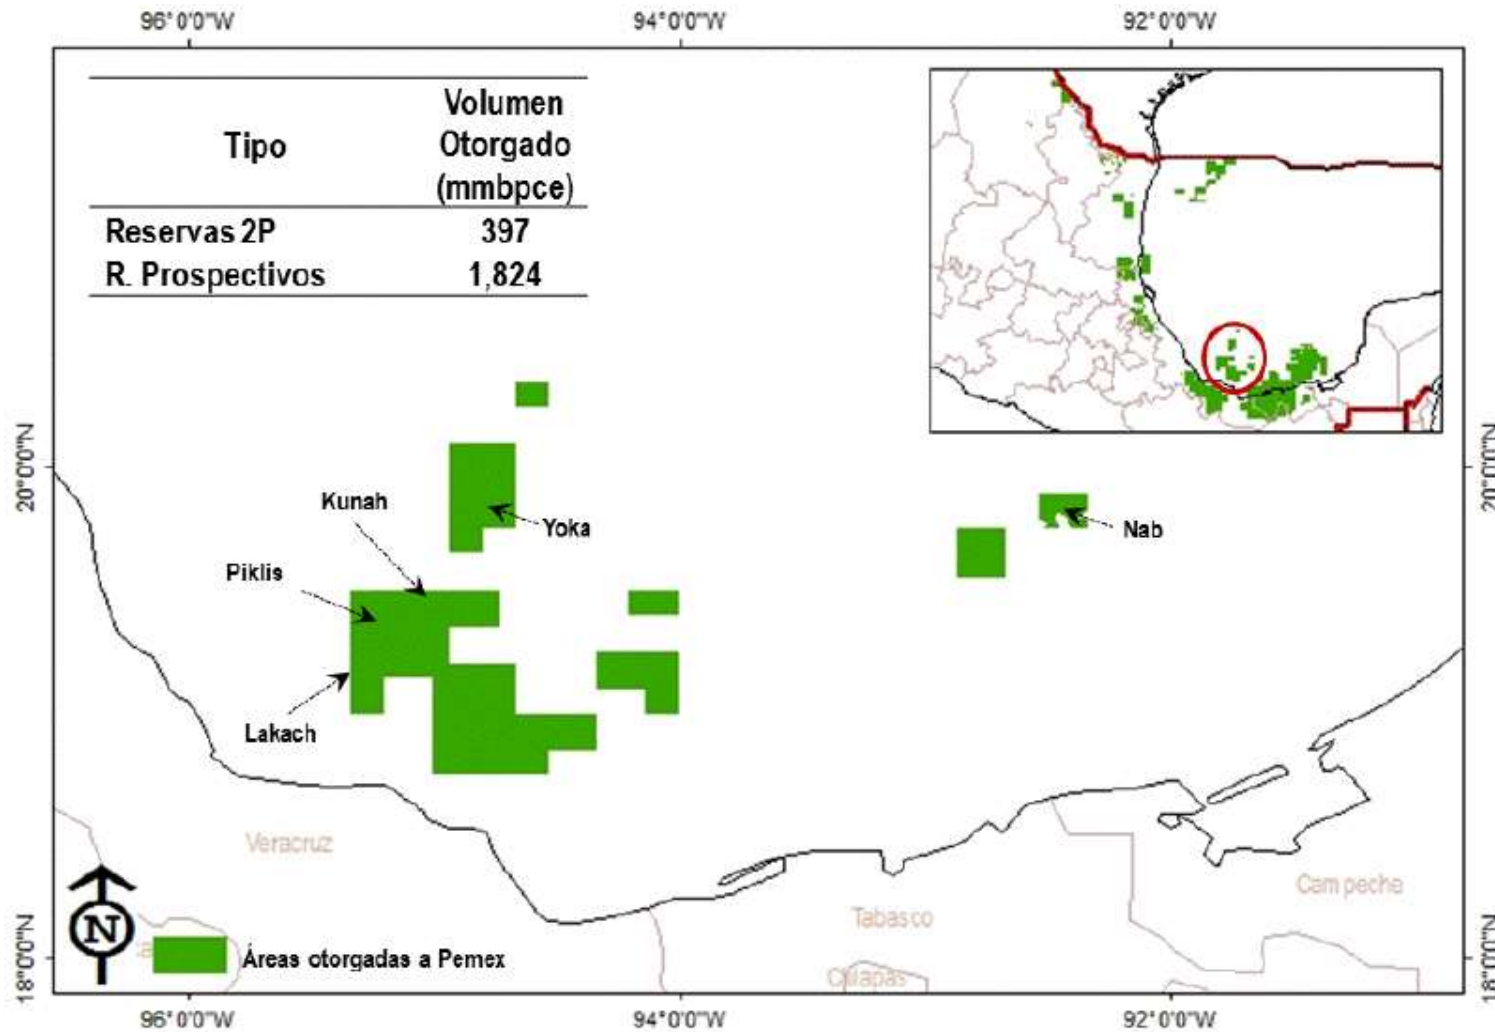 96°0'0"W 94°0'0"W 92°0'0"W
Tipo
Volumen
Otorgado
(mmbpce)
Reservas 2P 397
R. Prospectivos 1,824
20°0'0"N
20°0'0"N
Kunah
Yoka
Nab
Piklis
Lakach
Veracruz
Campeche
Tabasco
Chiapas
N
Áreas otorgadas a Pemex
18°0'0"N
18°0'0"N
96°0'0"W 94°0'0"W 92°0'0"W